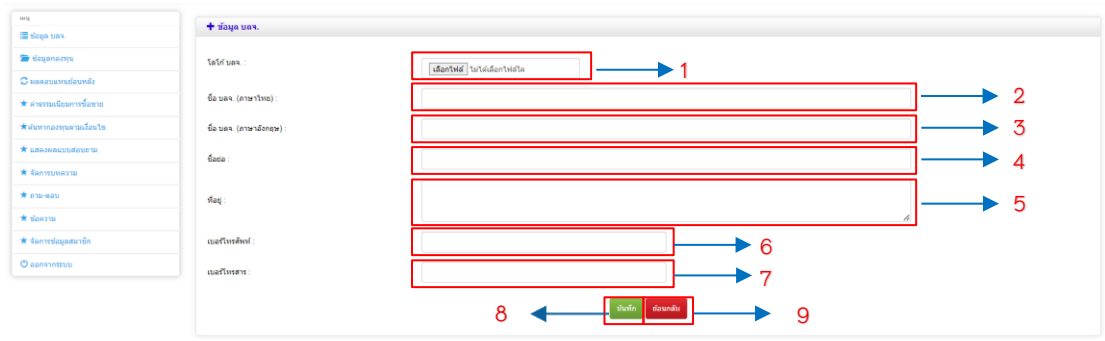 เมนู
ข้อมูล บลจ.
ข้อมูลกองทุน
ผลตอบแทนย้อนหลัง
ค่าธรรมเนียมการซื้อขาย
ค้นหากองทุนตามเงื่อนไข
แสดงผลแบบสอบถาม
จัดการบทความ
ถาม-ตอบ
ข้อความ
จัดการข้อมูลสมาชิก
ออกจากระบบ
ข้อมูล บลจ.
โลโก้ บลจ. :
เลือกไฟล์ ไม่ได้เลือกไฟล์ใด
1
ชื่อ บลจ. (ภาษาไทย) :
2
ชื่อ บลจ. (ภาษาอังกฤษ) :
3
ชื่อย่อ :
4
ที่อยู่ :
5
เบอร์โทรศัพท์ :
6
เบอร์โทรสาร :
7
8
บันทึก ย้อนกลับ
9